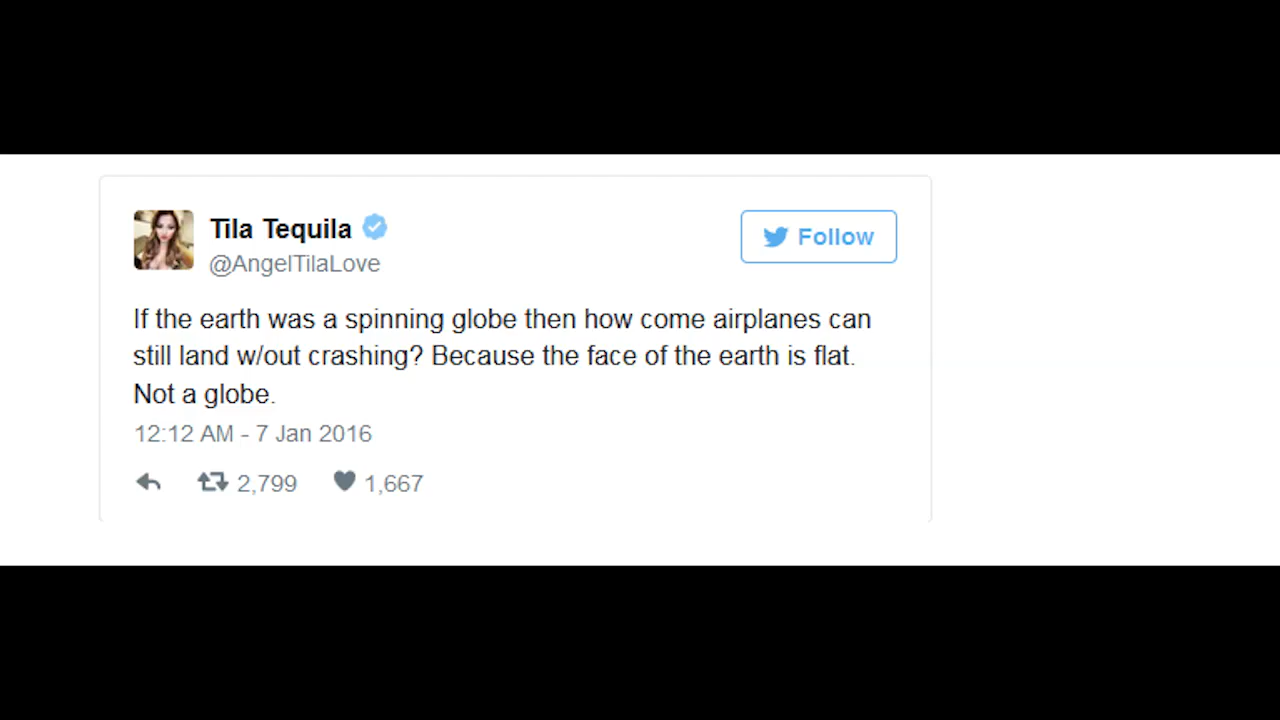 Tila Tequila
@AngelTilaLove
Follow
If the earth was a spinning globe then how come airplanes can
still land w/out crashing? Because the face of the earth is flat.
Not a globe.
12:12 AM - 7 Jan 2016
2,799 1,667